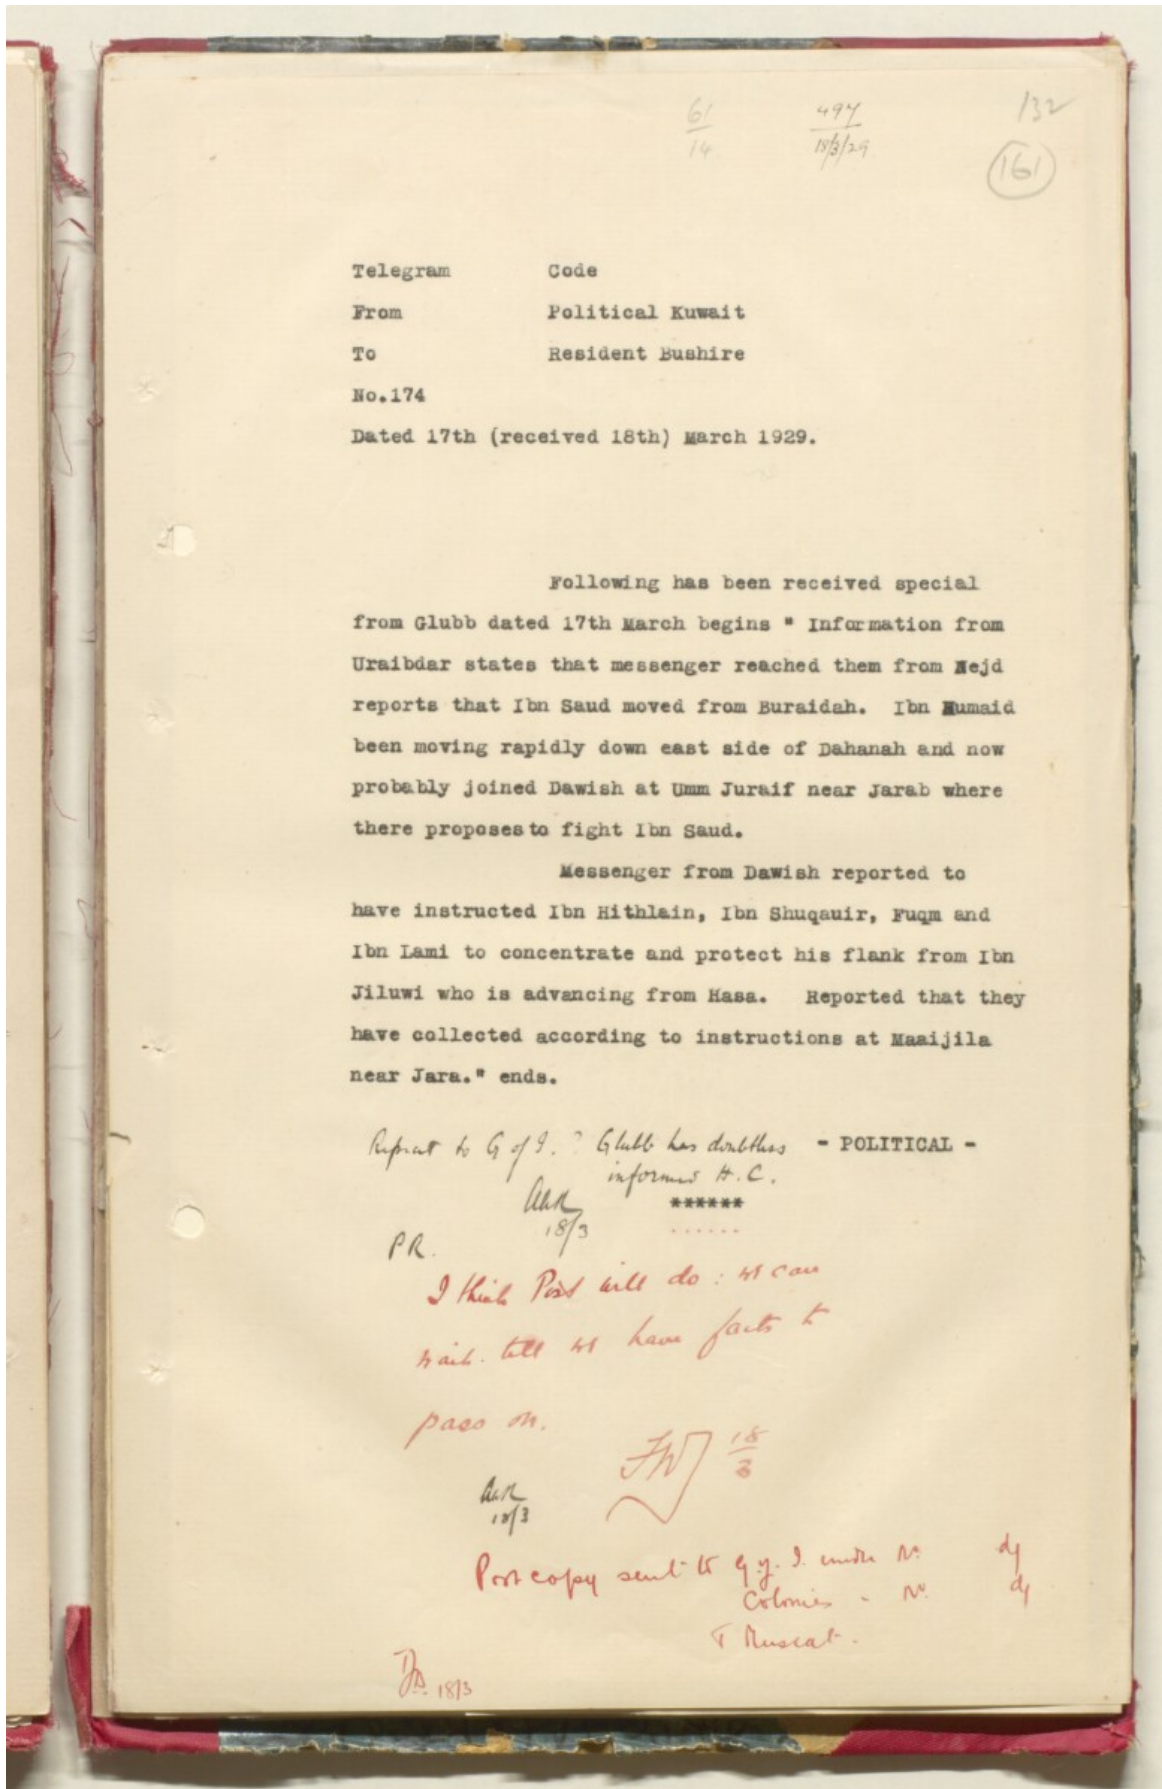 61
14
497
18/3/29
132
161
Telegram Code
From Political Kuwait
To Resident Bushire
No.174
Dated 17th (received 18th) March 1929.
Following has been received special
from Glubb dated 17th March begins " Information from
Uraibdar states that messenger reached them from Nejd
reports that Ibn Saud moved from Buraidah. Ibn Humaid
been moving rapidly down east side of Dahanah and now
probably joined Dawish at Umm Juraif near Jarab where
there proposes to fight Ibn Saud.
Messenger from Dawish reported to
have instructed Ibn Hithlain, Ibn Shuqauir, Fuqm and
Ibn Lami to concentrate and protect his flank from Ibn
Jiluwi who is advancing from Hasa. Reported that they
have collected according to instructions at Maaijila
near Jara." ends.
Repeat to G of I. ? Glubb has doubtless - POLITICAL -
informed H.C.
******
18/3
......
PR.
I think Post will do : we can
wait till we have facts to
pass on.
18
3
18/3
Post copy sent to G. of. I. under No. d/
Colonies - No. d/
Muscat.
18/3